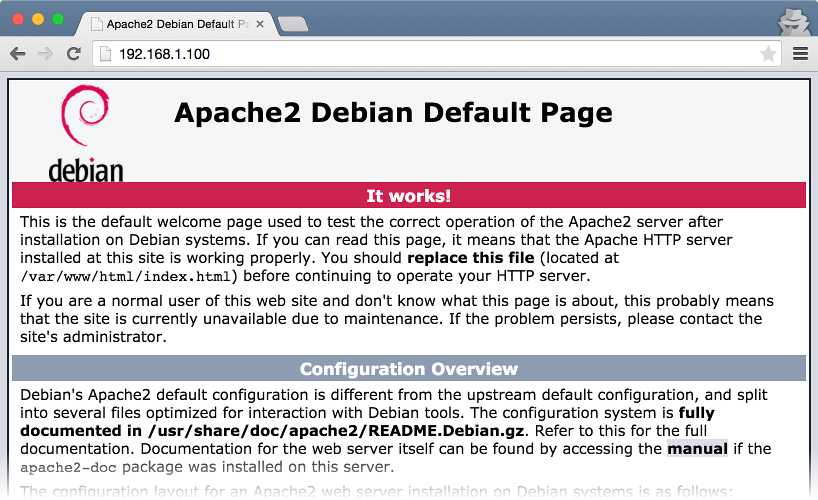 Apache2 Debian Default Pa
192.168.1.100
debian
Apache2 Debian Default Page
It works!
This is the default welcome page used to test the correct operation of the Apache2 server after
installation on Debian systems. If you can read this page, it means that the Apache HTTP server
installed at this site is working properly. You should replace this file (located at
/var/www/html/index.html) before continuing to operate your HTTP server.
If you are a normal user of this web site and don't know what this page is about, this probably means
that the site is currently unavailable due to maintenance. If the problem persists, please contact the
site's administrator.
Configuration Overview
Debian's Apache2 default configuration is different from the upstream default configuration, and split
into several files optimized for interaction with Debian tools. The configuration system is fully
documented in /usr/share/doc/apache2/README.Debian.gz. Refer to this for the full
documentation. Documentation for the web server itself can be found by accessing the manual if the
apache2-doc package was installed on this server.
The configuration layout for an Apache2 web server installation on Debian systems is as follows: